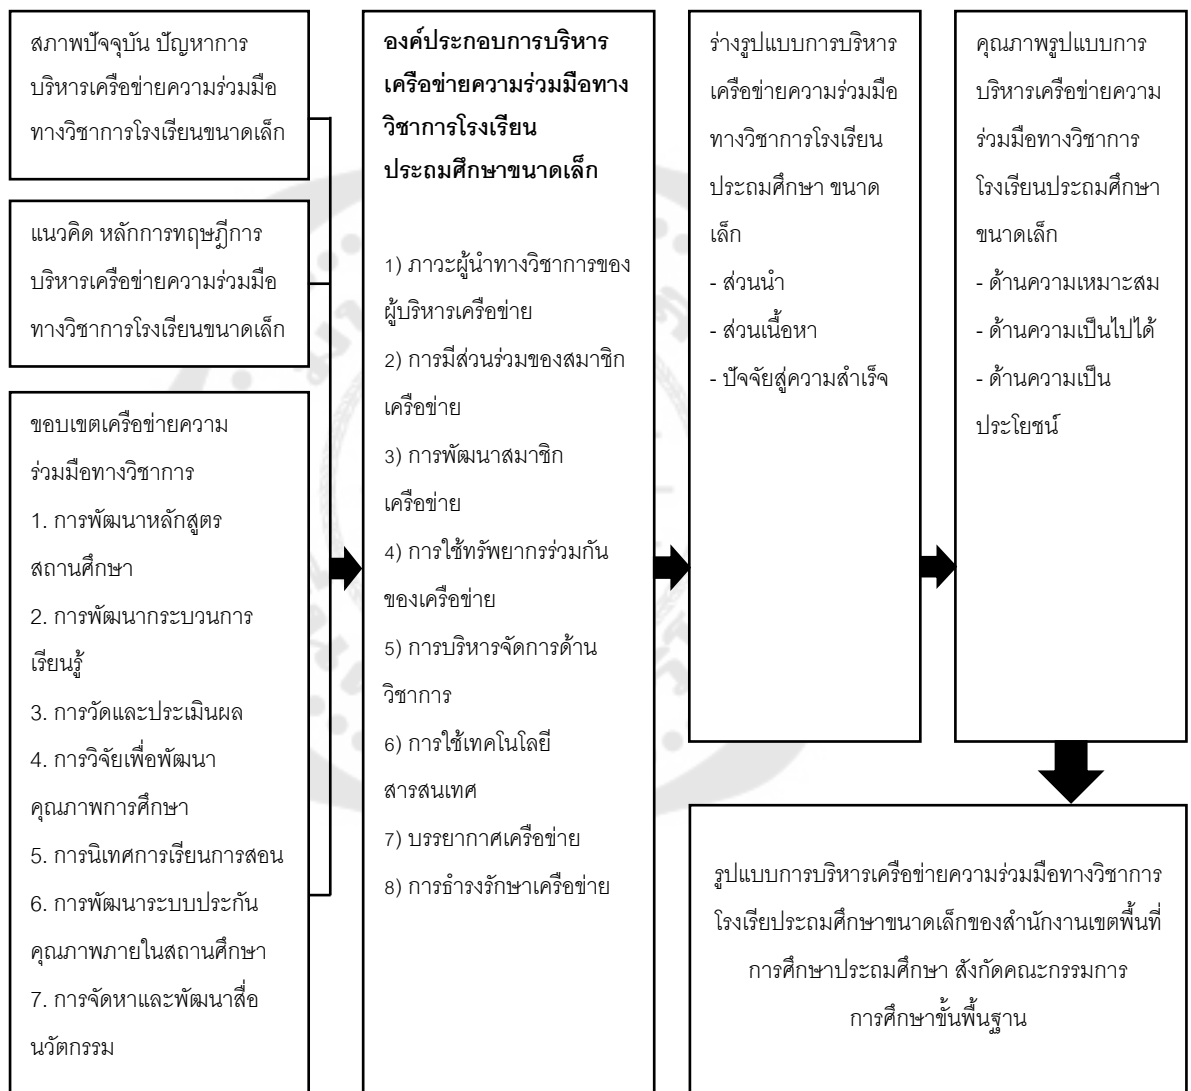 สภาพปัจจุบัน ปัญหาการ
บริหารเครือข่ายความร่วมมือ
ทางวิชาการโรงเรียนขนาดเล็ก
แนวคิด หลักการทฤษฎีการ
บริหารเครือข่ายความร่วมมือ
ทางวิชาการโรงเรียนขนาดเล็ก
ขอบเขตเครือข่ายความ
ร่วมมือทางวิชาการ
1. การพัฒนาหลักสูตร
สถานศึกษา
2. การพัฒนากระบวนการ
เรียนรู้
3. การวัดและประเมินผล
4. การวิจัยเพื่อพัฒนา
คุณภาพการศึกษา
5. การนิเทศการเรียนการสอน
6. การพัฒนาระบบประกัน
คุณภาพภายในสถานศึกษา
7. การจัดหาและพัฒนาสื่อ
นวัตกรรม
องค์ประกอบการบริหาร
เครือข่ายความร่วมมือทาง
วิชาการโรงเรียน
ประถมศึกษาขนาดเล็ก
1) ภาวะผู้นำทางวิชาการของ
ผู้บริหารเครือข่าย
2) การมีส่วนร่วมของสมาชิก
เครือข่าย
3) การพัฒนาสมาชิก
เครือข่าย
4) การใช้ทรัพยากรร่วมกัน
ของเครือข่าย
5) การบริหารจัดการด้าน
วิชาการ
6) การใช้เทคโนโลยี
สารสนเทศ
7) บรรยากาศเครือข่าย
8) การธำรงรักษาเครือข่าย
ร่างรูปแบบการบริหาร
เครือข่ายความร่วมมือ
ทางวิชาการโรงเรียน
ประถมศึกษา ขนาด
เล็ก
- ส่วนนำ
- ส่วนเนื้อหา
- ปัจจัยสู่ความสำเร็จ
คุณภาพรูปแบบการ
บริหารเครือข่ายความ
ร่วมมือทางวิชาการ
โรงเรียนประถมศึกษา
ขนาดเล็ก
- ด้านความเหมาะสม
- ด้านความเป็นไปได้
- ด้านความเป็น
ประโยชน์
รูปแบบการบริหารเครือข่ายความร่วมมือทางวิชาการ
โรงเรียประถมศึกษาขนาดเล็กของสำนักงานเขตพื้นที่
การศึกษาประถมศึกษา สังกัดคณะกรรมการ
การศึกษาขั้นพื้นฐาน